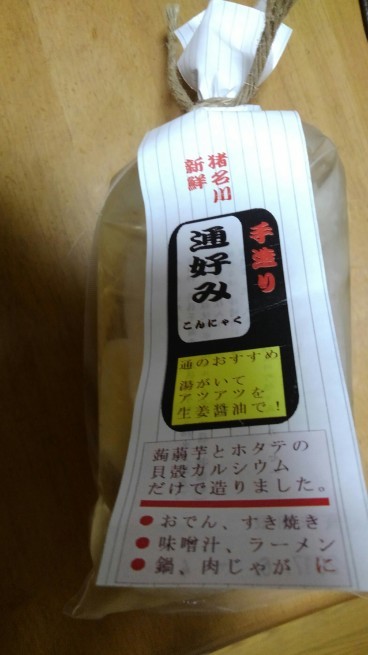 猪名川
新鮮
手造り
通好み
こんにゃく
通のおすすめ
湯がいて
アツアツを
生姜醤油で!
蒟蒻芋とホタテの
貝殻カルシウム
だけで造りました。
●おでん、すき焼き
●味噌汁、ラーメン
●鍋、肉じゃが に